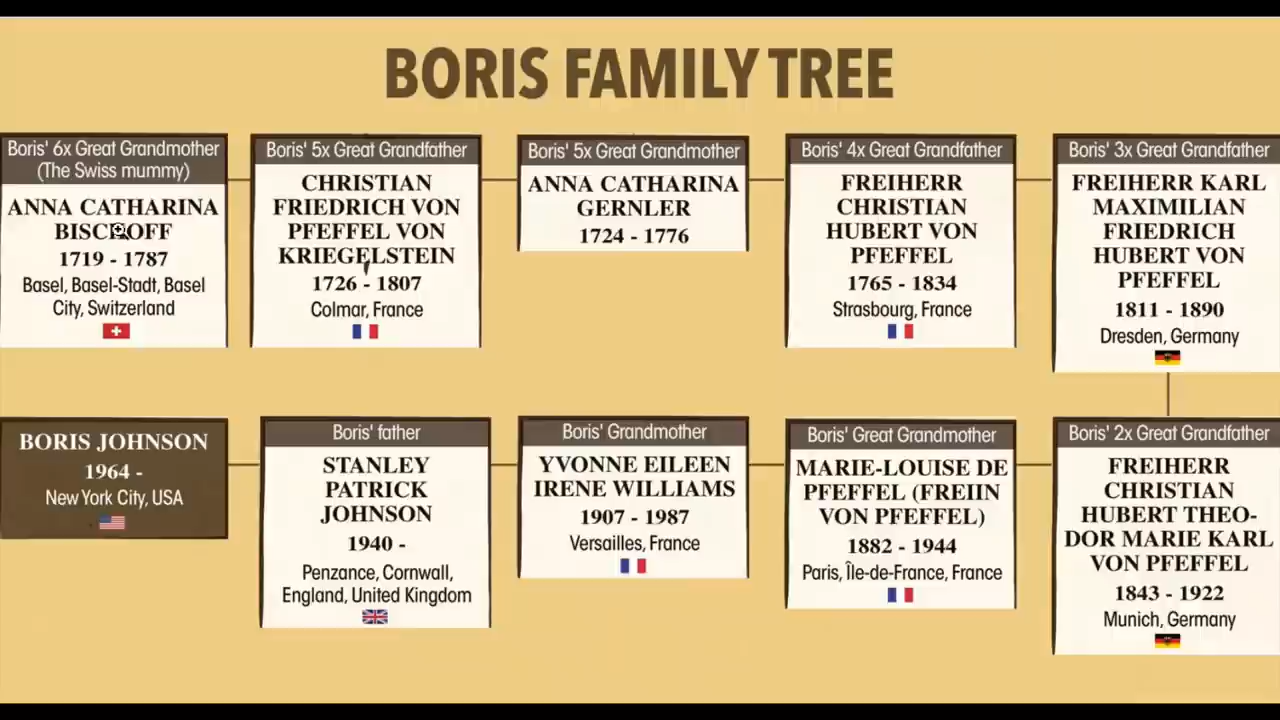 BORIS FAMILY TREE
Boris' 6x Great Grandmother
(The Swiss mummy)
ANNA CATHARINA
BISCHOFF
1719 - 1787
Basel, Basel-Stadt, Basel
City, Switzerland
Boris' 5x Great Grandfather
CHRISTIAN
FRIEDRICH VON
PFEFFEL VON
KRIEGELSTEIN
1726 - 1807
Colmar, France
Boris' 5x Great Grandmother
ANNA CATHARINA
GERNLER
1724 - 1776
Boris' 4x Great Grandfather
FREIHERR
CHRISTIAN
HUBERT VON
PFEFFEL
1765 - 1834
Strasbourg, France
Boris' 3x Great Grandfather
FREIHERR KARL
MAXIMILIAN
FRIEDRICH
HUBERT VON
PFEFFEL
1811 - 1890
Dresden, Germany
BORIS JOHNSON
1964 -
New York City, USA
Boris' father
STANLEY
PATRICK
JOHNSON
1940 -
Penzance, Cornwall,
England, United Kingdom
Boris' Grandmother
YVONNE EILEEN
IRENE WILLIAMS
1907 - 1987
Versailles, France
Boris' Great Grandmother
MARIE-LOUISE DE
PFEFFEL (FREIIN
VON PFEFFEL)
1882 - 1944
Paris, Île-de-France, France
Boris' 2x Great Grandfather
FREIHERR
CHRISTIAN
HUBERT THEO-
DOR MARIE KARL
VON PFEFFEL
1843 - 1922
Munich, Germany